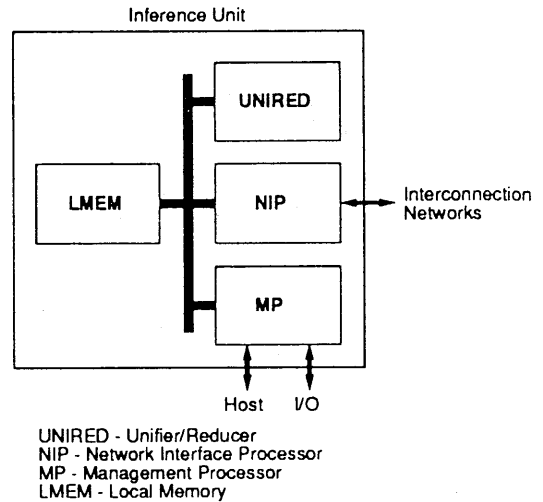 Inference Unit
UNIRED
LMEM
NIP
Interconnection
Networks
MP
Host I/O
UNIRED - Unifier/Reducer
NIP - Network Interface Processor
MP - Management Processor
LMEM - Local Memory